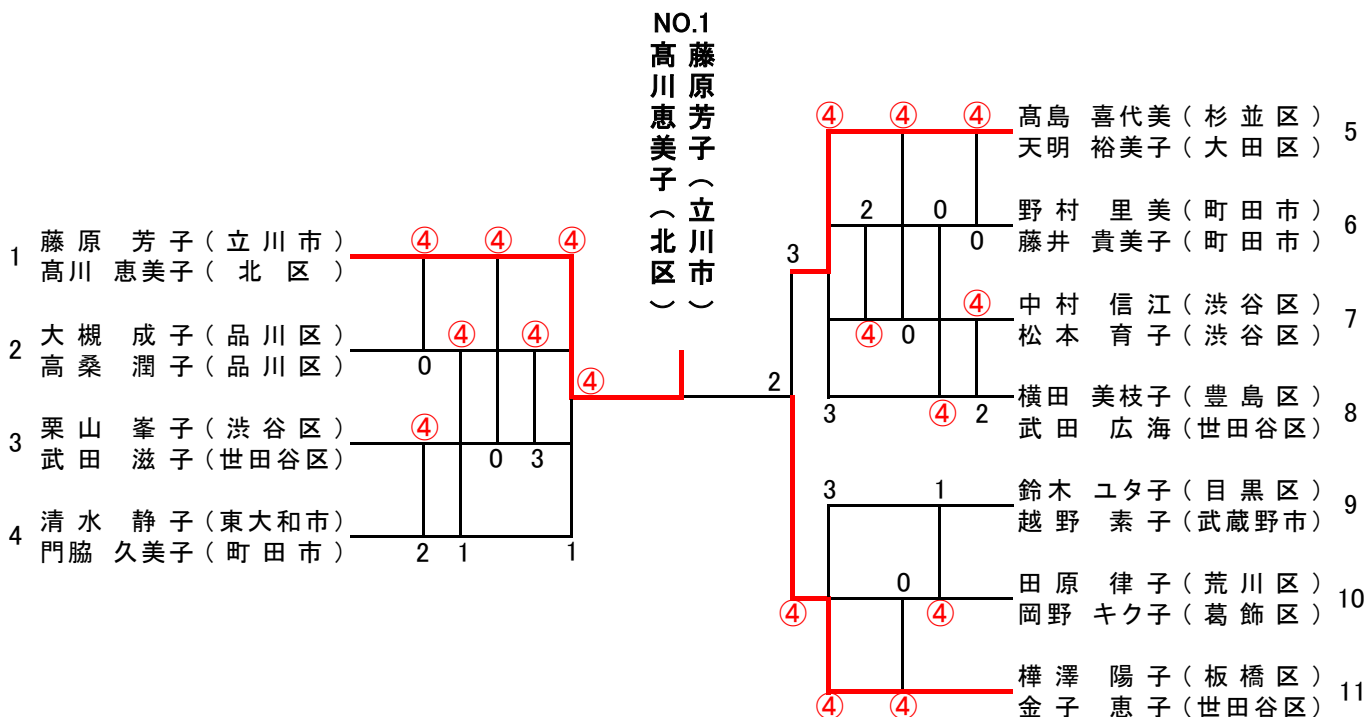 NO.1
藤原芳子（立川市）
髙川恵美子（北区）
1
藤 原 芳 子 ( 立 川 市 )
髙川 恵美子 ( 北 区 )
④ ④ ④
2
大 槻 成 子 ( 品 川 区 )
高 桑 潤 子 ( 品 川 区 )
④ ④
0
④
3
栗 山 峯 子 ( 渋 谷 区 )
武 田 滋 子 (世田谷区)
④
0 3
4
清 水 静 子 (東大和市)
門脇 久美子 ( 町 田 市 )
2 1 1
④ ④ ④
髙島 喜代美 ( 杉 並 区 )
天明 裕美子 ( 大 田 区 )
5
2 0
野 村 里 美 ( 町 田 市 )
藤井 貴美子 ( 町 田 市 )
6
0
3
④
中 村 信 江 ( 渋 谷 区 )
松 本 育 子 ( 渋 谷 区 )
7
④ 0
2
横田 美枝子 ( 豊 島 区 )
武 田 広 海 (世田谷区)
8
3 ④ 2
3 1
鈴木 ユタ子 ( 目 黒 区 )
越 野 素 子 (武蔵野市)
9
0
田 原 律 子 ( 荒 川 区 )
岡野 キク子 ( 葛 飾 区 )
10
④ ④
樺 澤 陽 子 ( 板 橋 区 )
金 子 恵 子 (世田谷区)
11
④ ④